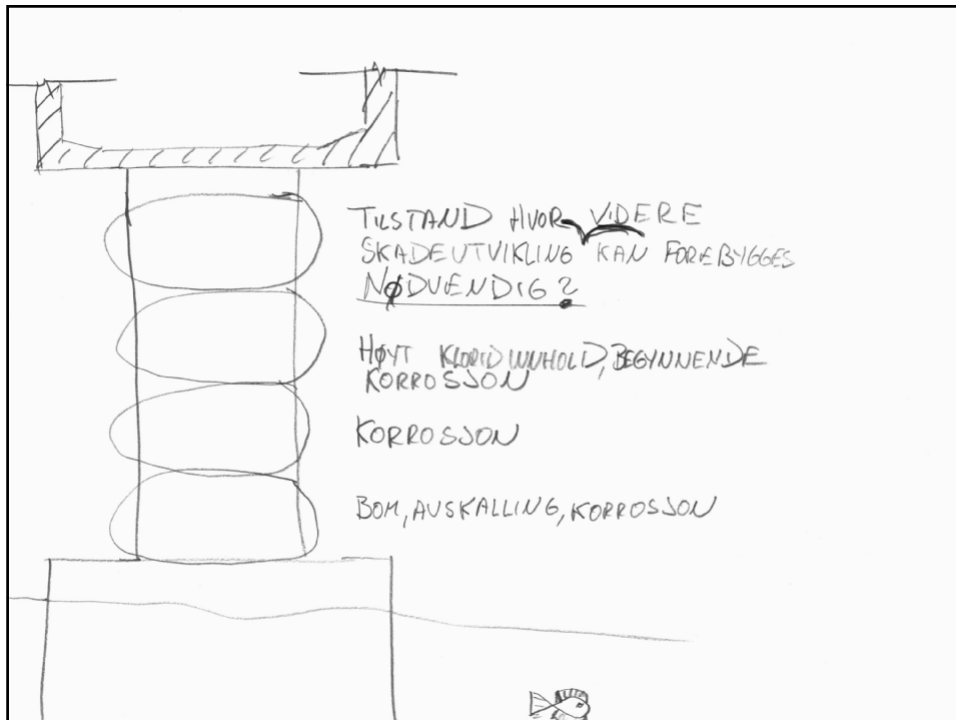 TILSTAND HVOR VIDERE
SKADEUTVIKLING KAN FOREBYGGES
NØDVENDIG?
HØYT KLORIDINNHOLD, BEGYNNENDE
KORROSJON
KORROSJON
BOM, AVSKALLING, KORROSJON